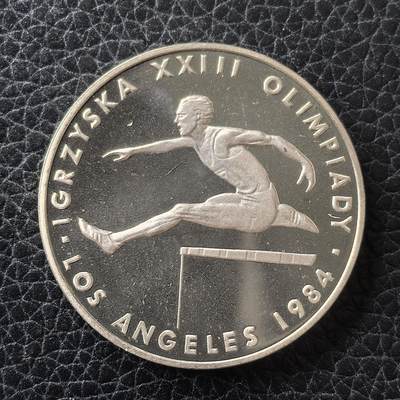 IGRZYSKA XXIII OLIMPIADY
· LOS ANGELES 1984 ·